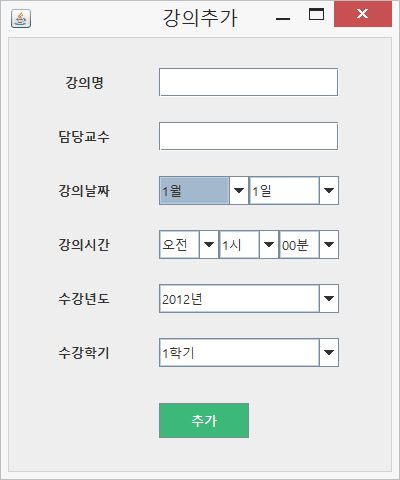 강의추가
강의명
담당교수
강의날짜 1월 1일
강의시간 오전 1시 00분
수강년도 2012년
수강학기 1학기
추가